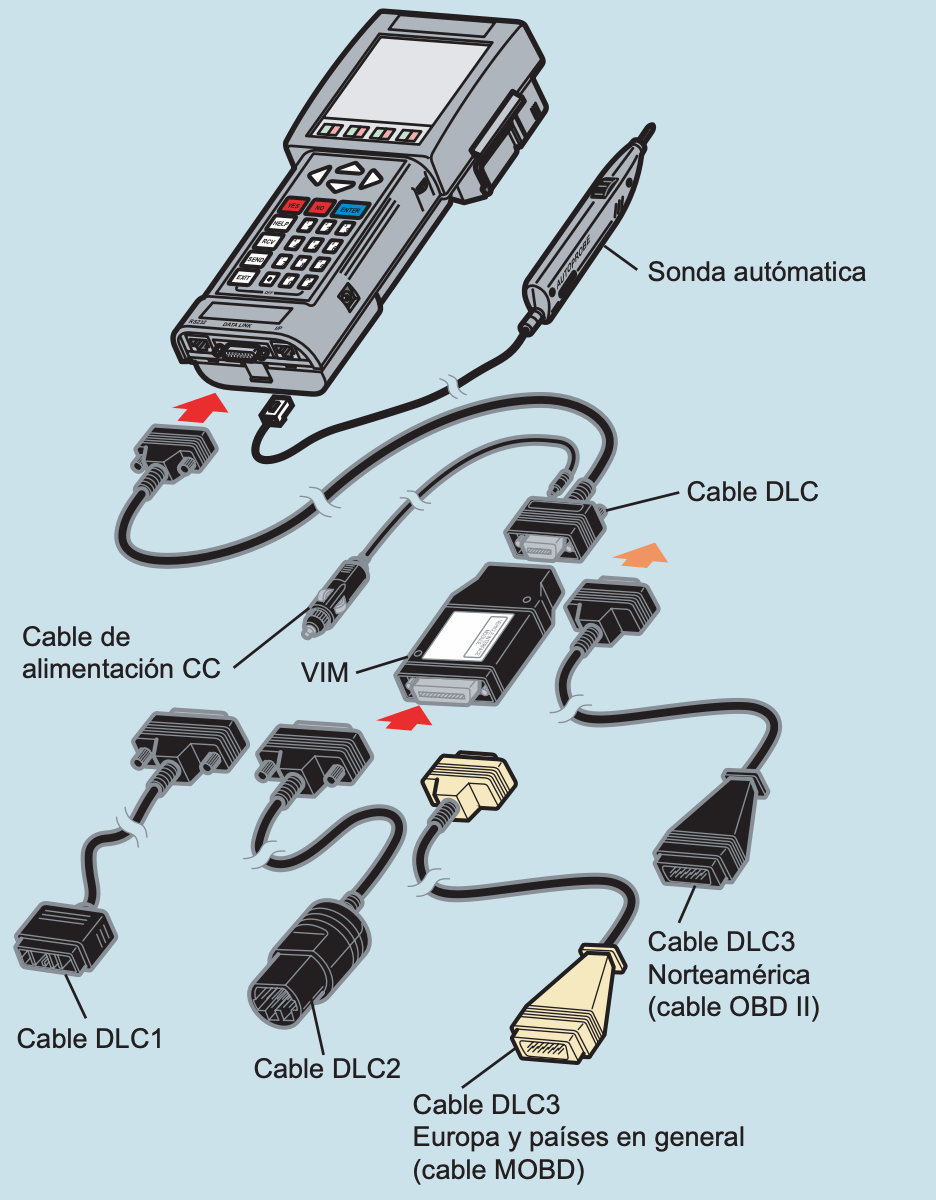 YES
NO
ENTER
HELP
RCV
SEND
EXIT
OFF
RS232
DATA LINK
I/P
AUTOPROBE
Sonda autómatica
Cable DLC
Cable de
alimentación CC
VIM
Cable DLC1
Cable DLC2
Cable DLC3
Norteamérica
(cable OBD II)
Cable DLC3
Europa y países en general
(cable MOBD)